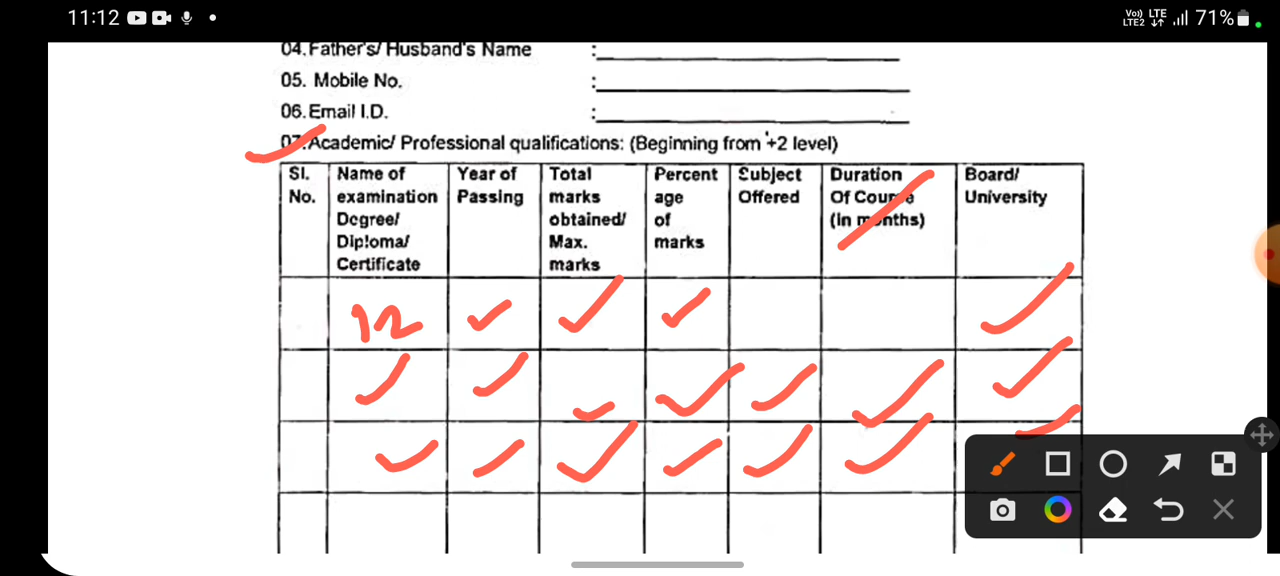 11:12 Vo) LTE LTE2 71%
04.Father's/ Husband's Name :
05. Mobile No. :
06.Email I.D. :
07.Academic/ Professional qualifications: (Beginning from +2 level)
Sl. No. Name of examination Degree/ Diploma/ Certificate Year of Passing Total marks obtained/ Max. marks Percent age of marks Subject Offered Duration Of Course (In months) Board/ University
12